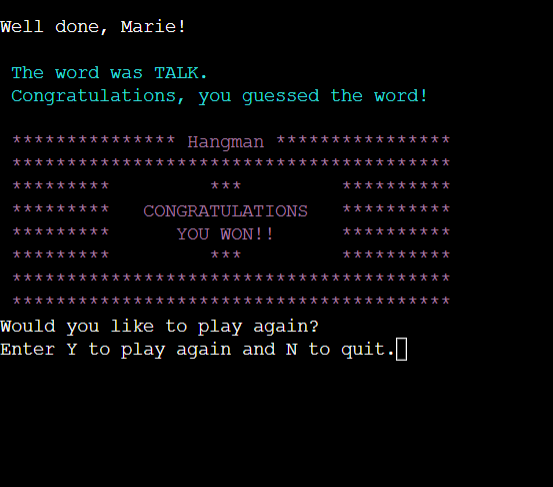 Well done, Marie!
The word was TALK.
Congratulations, you guessed the word!
*************** Hangman ****************
****************************************
*********         ***         **********
*********   CONGRATULATIONS   **********
*********      YOU WON!!      **********
*********         ***         **********
****************************************
****************************************
Would you like to play again?
Enter Y to play again and N to quit.